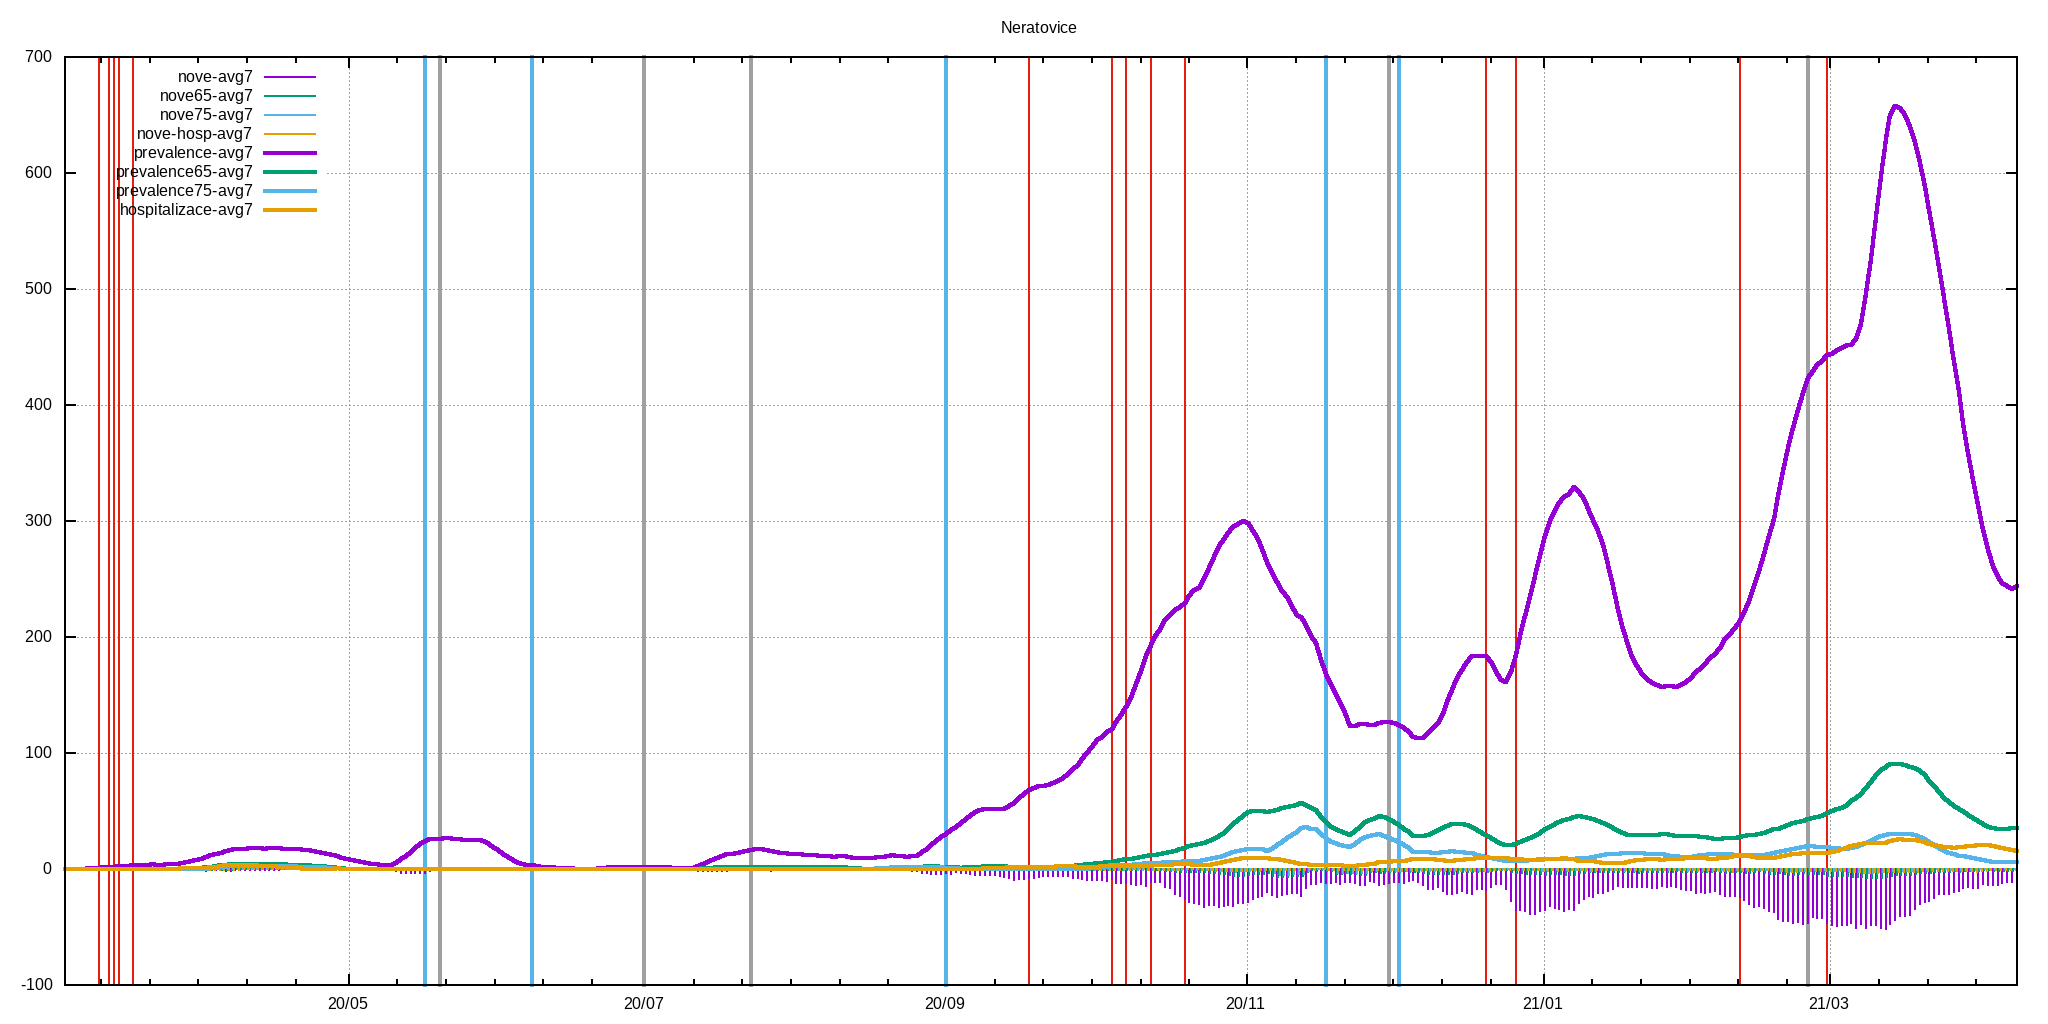 Neratovice
700
600
500
400
300
200
100
0
-100
nove-avg7
nove65-avg7
nove75-avg7
nove-hosp-avg7
prevalence-avg7
prevalence65-avg7
prevalence75-avg7
hospitalizace-avg7
20/05 20/07 20/09 20/11 21/01 21/03